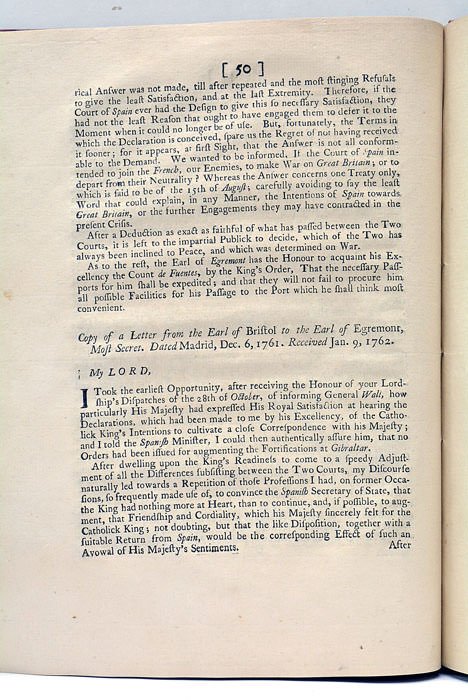 [ 50 ]
rical Anſwer was not made, till after repeated and the moſt ſtinging Refuſals
to give the leaſt Satisfaction, and at the laſt Extremity. Therefore, if the
Court of Spain ever had the Deſign to give this ſo neceſſary Satisfaction, they
had not the leaſt Reaſon that ought to have engaged them to defer it to the
Moment when it could no longer be of uſe. But, fortunately, the Terms in
which the Declaration is conceived, ſpare us the Regret of not having received
it ſooner; for it appears, at firſt Sight, that the Anſwer is not all conform-
able to the Demand. We wanted to be informed, If the Court of Spain in-
tended to join the French, our Enemies, to make War on Great Britain; or to
depart from their Neutrality? Whereas the Anſwer concerns one Treaty only,
which is ſaid to be of the 15th of Auguſt, carefully avoiding to ſay the leaſt
Word that could explain, in any Manner, the Intentions of Spain towards
Great Britain, or the further Engagements they may have contracted in the
preſent Criſis.
After a Deduction as exact as faithful of what has paſſed between the Two
Courts, it is left to the impartial Publick to decide, which of the Two has
always been inclined to Peace, and which was determined on War.
As to the reſt, the Earl of Egremont has the Honour to acquaint his Ex-
cellency the Count de Fuentes, by the King's Order, That the neceſſary Paſſ-
ports for him ſhall be expedited; and that they will not fail to procure him
all poſſible Facilities for his Paſſage to the Port which he ſhall think moſt
convenient.
Copy of a Letter from the Earl of Briſtol to the Earl of Egremont,
Moſt Secret. Dated Madrid, Dec. 6, 1761. Received Jan. 9, 1762.
My LORD,
I Took the earlieſt Opportunity, after receiving the Honour of your Lord-
ſhip's Diſpatches of the 28th of October, of informing General Wall, how
particularly His Majeſty had expreſſed His Royal Satisfaction at hearing the
Declarations, which had been made to me by his Excellency, of the Catho-
lick King's Intentions to cultivate a cloſe Correſpondence with his Majeſty;
and I told the Spaniſh Miniſter, I could then authentically aſſure him, that no
Orders had been iſſued for augmenting the Fortifications at Gibraltar.
After dwelling upon the King's Readineſs to come to a ſpeedy Adjuſt-
ment of all the Differences ſubſiſting between the Two Courts, my Diſcourſe
naturally led towards a Repetition of thoſe Profeſſions I had, on former Occa-
ſions, ſo frequently made uſe of, to convince the Spaniſh Secretary of State, that
the King had nothing more at Heart, than to continue, and, if poſſible, to aug-
ment, that Friendſhip and Cordiality, which his Majeſty ſincerely felt for the
Catholick King; not doubting, but that the like Diſpoſition, together with a
ſuitable Return from Spain, would be the correſponding Effect of ſuch an
Avowal of His Majeſty's Sentiments.
After